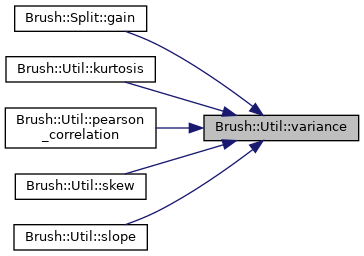 Brush::Split::gain
Brush::Util::kurtosis
Brush::Util::pearson
_correlation
Brush::Util::variance
Brush::Util::skew
Brush::Util::slope